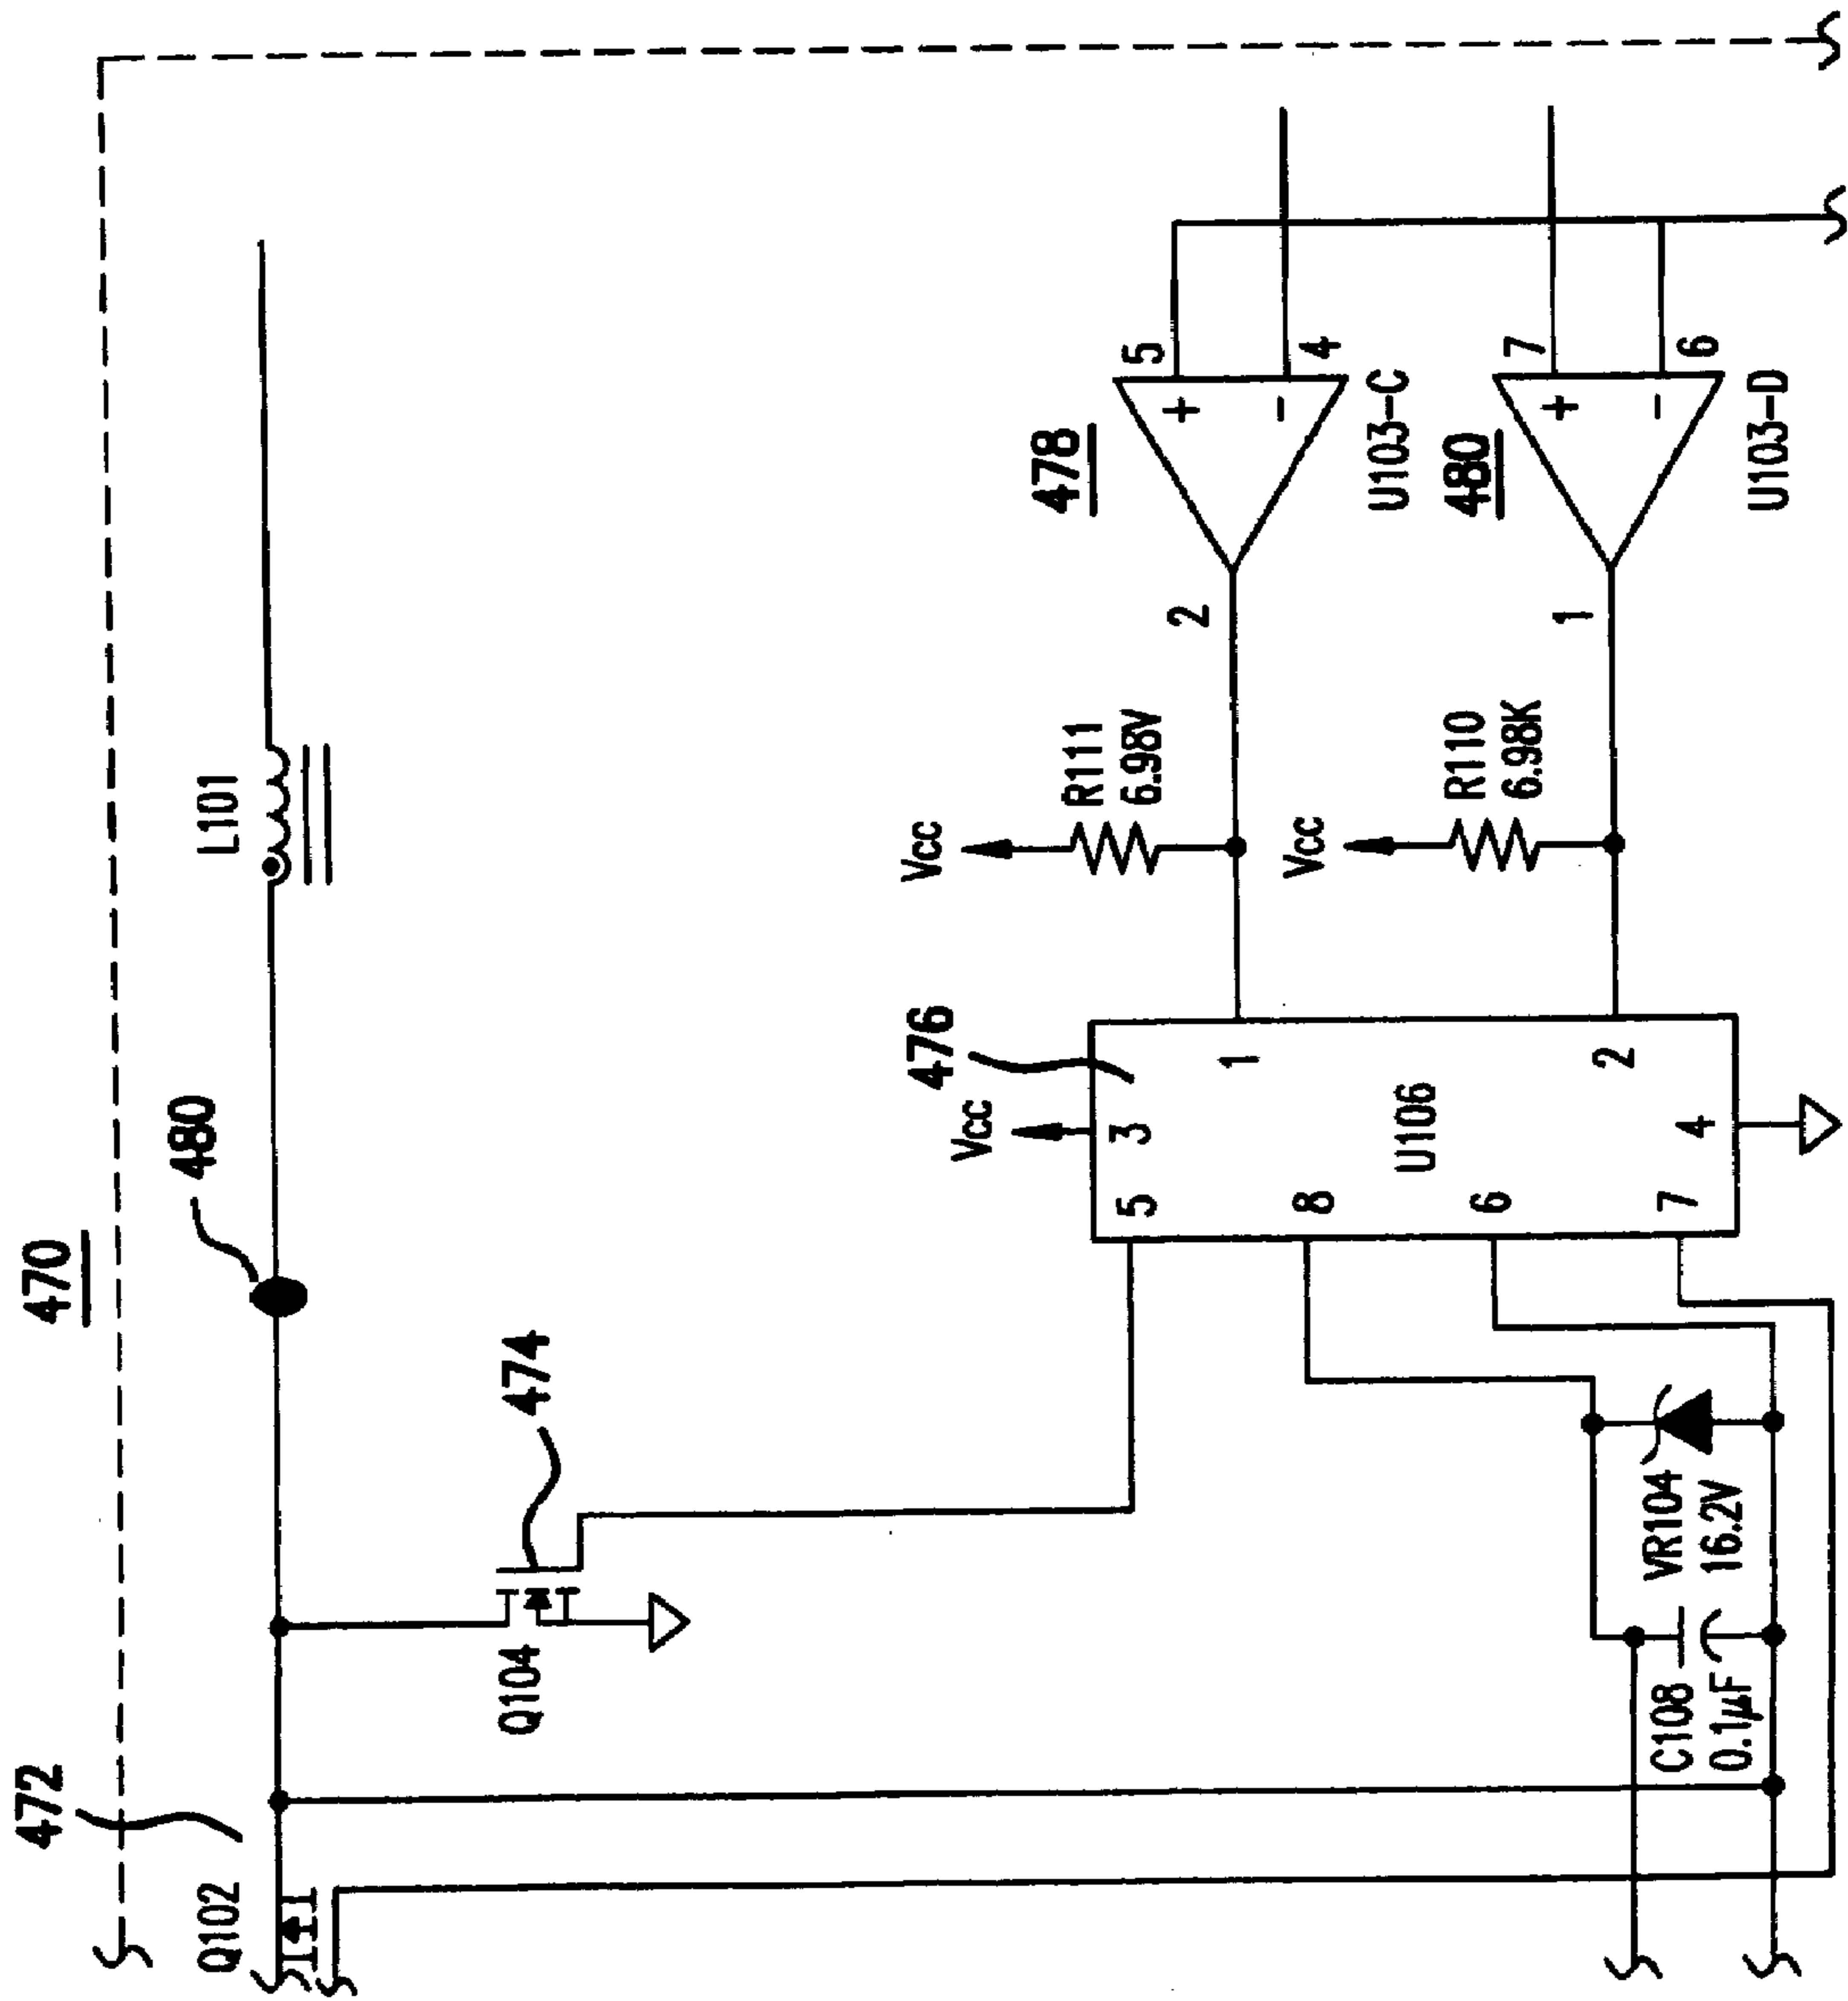 470
472
480
L101
Q102
Q104
474
476
Vcc
3
5
1
8
U106
6
2
7
4
Vcc
R111
6.98V
Vcc
R110
6.98K
2
478
+
-
5
4
U103-C
1
480
+
-
7
6
U103-D
VR104
16.2V
C108
0.1µF